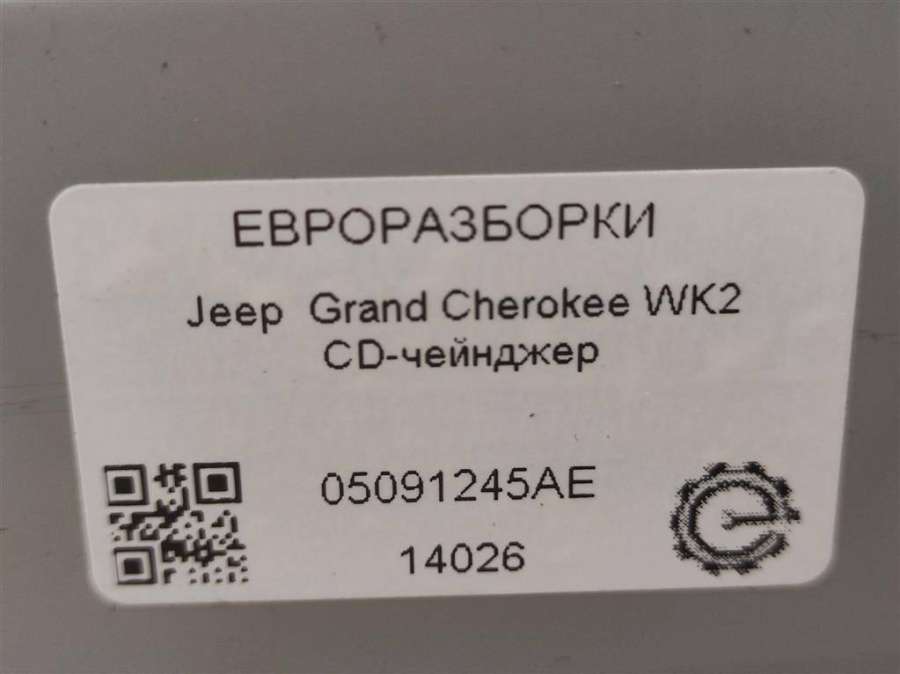 ЕВРОРАЗБОРКИ
Jeep Grand Cherokee WK2
CD-чейнджер
05091245AE
14026